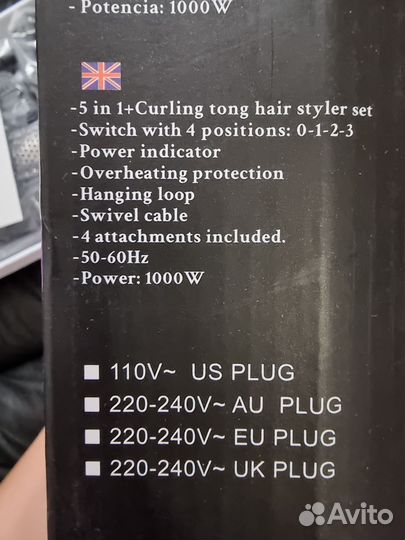 -Potencia: 1000W
-5 in 1+Curling tong hair styler set
-Switch with 4 positions: 0-1-2-3
-Power indicator
-Overheating protection
-Hanging loop
-Swivel cable
-4 attachments included.
-50-60Hz
-Power: 1000W
110V~ US PLUG
220-240V~ AU PLUG
220-240V~ EU PLUG
220-240V~ UK PLUG
Avito